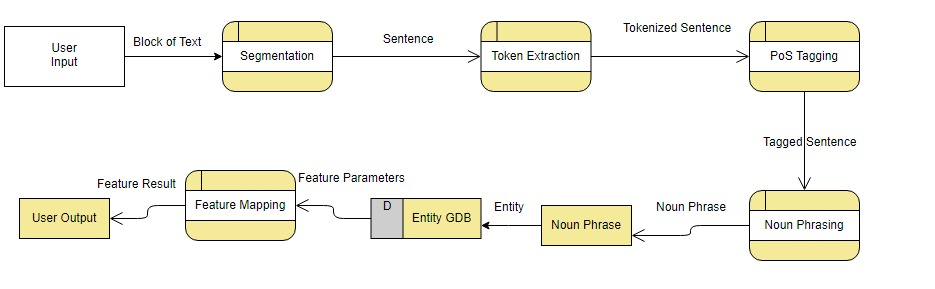 User
Input
Block of Text
Segmentation
Sentence
Token Extraction
Tokenized Sentence
PoS Tagging
Tagged Sentence
Noun Phrasing
Noun Phrase
Noun Phrase
Entity
D
Entity GDB
Feature Parameters
Feature Mapping
Feature Result
User Output